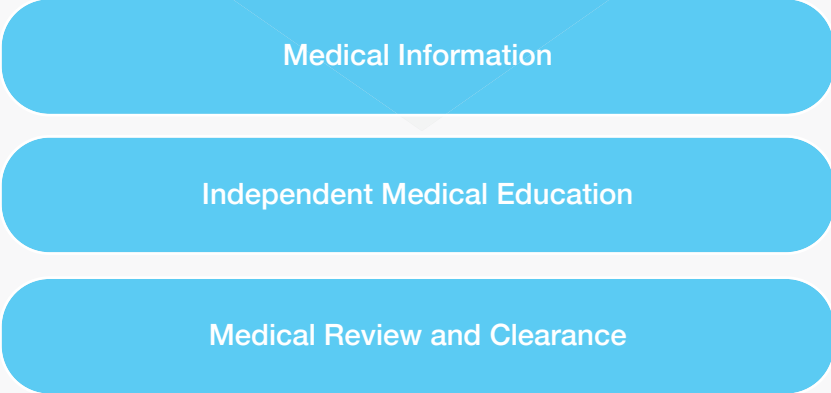 Medical Information
Independent Medical Education
Medical Review and Clearance